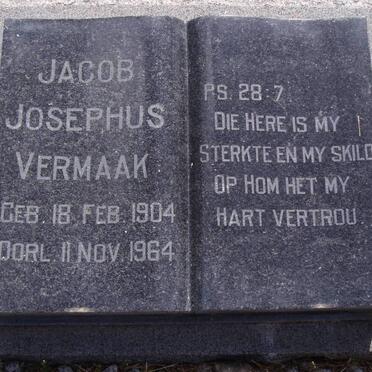 JACOB
JOSEPHUS
VERMAAK
GEB. 18 FEB. 1904
OORL. 11 NOV. 1964
PS. 28:7
DIE HERE IS MY
STERKTE EN MY SKILD
OP HOM HET MY
HART VERTROU.